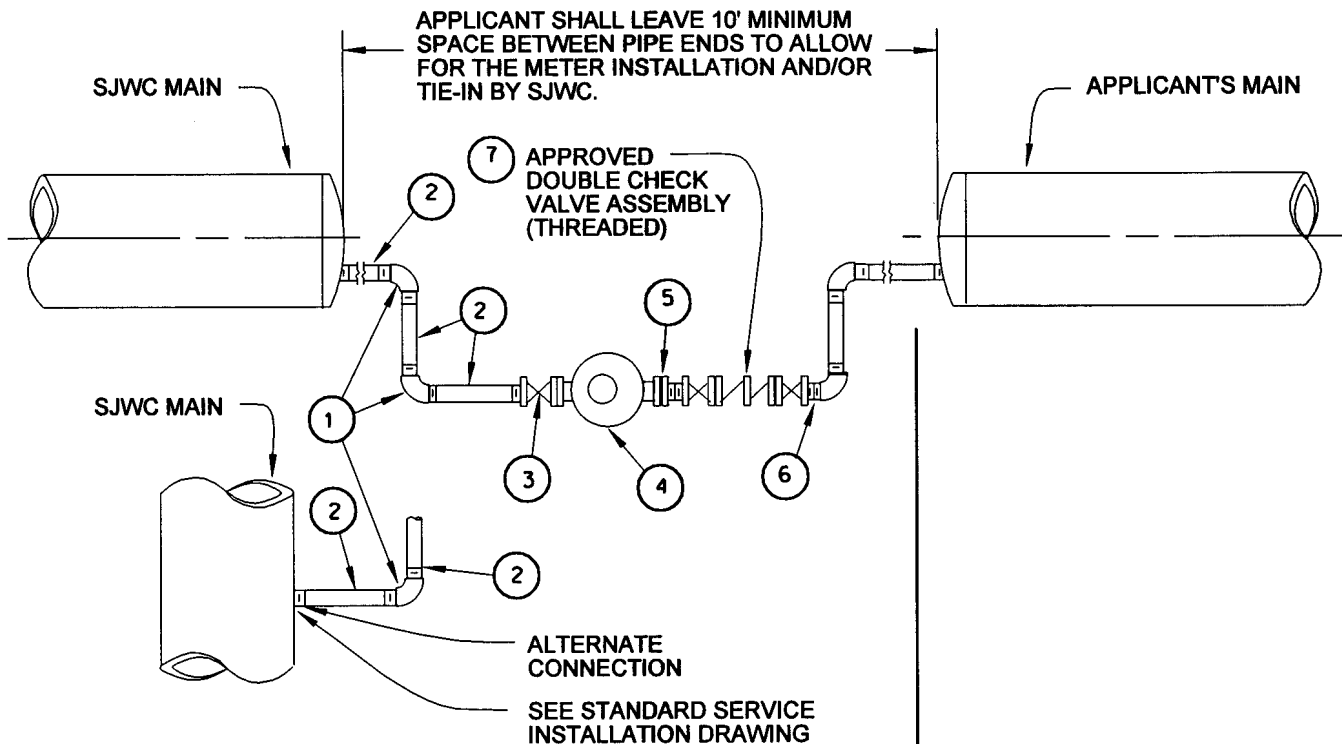 APPLICANT SHALL LEAVE 10' MINIMUM
SPACE BETWEEN PIPE ENDS TO ALLOW
FOR THE METER INSTALLATION AND/OR
TIE-IN BY SJWC.
SJWC MAIN
APPLICANT'S MAIN
7
APPROVED
DOUBLE CHECK
VALVE ASSEMBLY
(THREADED)
2
5
2
SJWC MAIN
1
3
4
6
2
2
ALTERNATE
CONNECTION
SEE STANDARD SERVICE
INSTALLATION DRAWING